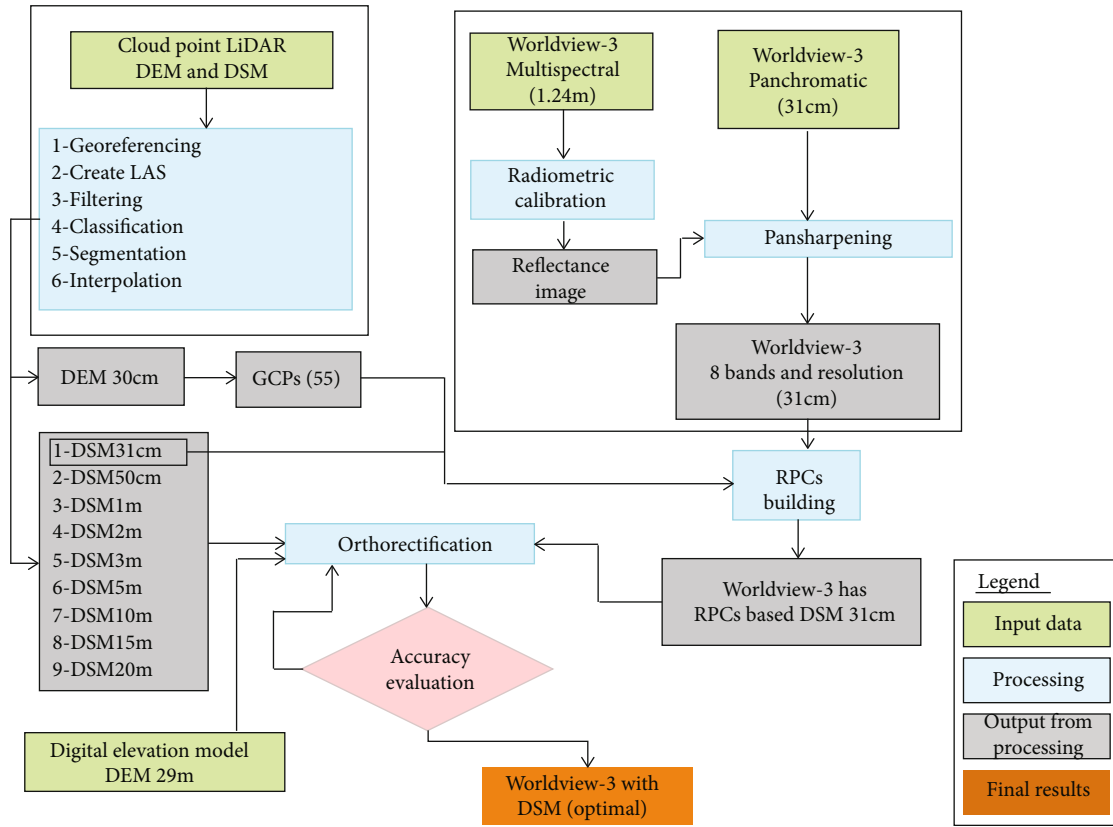 Cloud point LiDAR
DEM and DSM
1-Georeferencing
2-Create LAS
3-Filtering
4-Classification
5-Segmentation
6-Interpolation
Worldview-3
Multispectral
(1.24m)
Worldview-3
Panchromatic
(31cm)
Radiometric
calibration
Pansharpening
Reflectance
image
Worldview-3
8 bands and resolution
(31cm)
DEM 30cm
GCPs (55)
1-DSM31cm
2-DSM50cm
3-DSM1m
4-DSM2m
5-DSM3m
6-DSM5m
7-DSM10m
8-DSM15m
9-DSM20m
RPCs
building
Orthorectification
Worldview-3 has
RPCs based DSM 31cm
Accuracy
evaluation
Digital elevation model
DEM 29m
Worldview-3 with
DSM (optimal)
Legend
Input data
Processing
Output from
processing
Final results